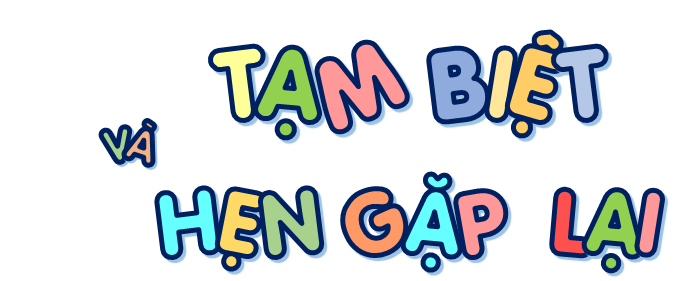 TẠM BIỆT
VÀ
HẸN GẶP LẠI